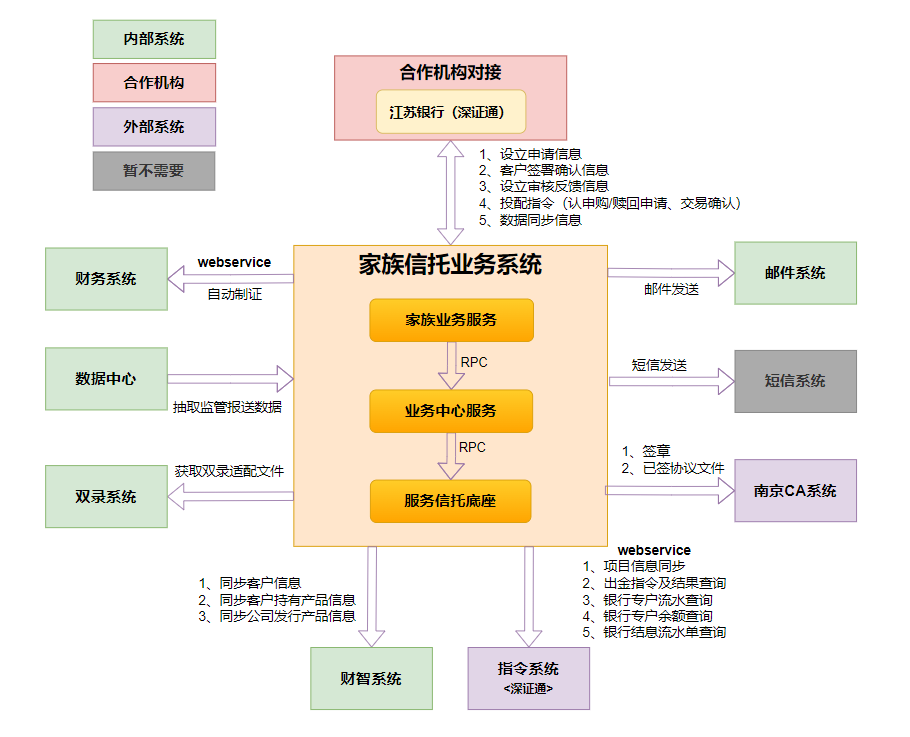 内部系统
合作机构
外部系统
暂不需要
合作机构对接
江苏银行（深证通）
1、设立申请信息
2、客户签署确认信息
3、设立审核反馈信息
4、投配指令（认申购/赎回申请、交易确认）
5、数据同步信息
家族信托业务系统
家族业务服务
RPC
业务中心服务
RPC
服务信托底座
财务系统
webservice
自动制证
数据中心
抽取监管报送数据
双录系统
获取双录适配文件
邮件系统
邮件发送
短信发送
短信系统
1、签章
2、已签协议文件
南京CA系统
1、同步客户信息
2、同步客户持有产品信息
3、同步公司发行产品信息
财智系统
webservice
1、项目信息同步
2、出金指令及结果查询
3、银行专户流水查询
4、银行专户余额查询
5、银行结息流水单查询
指令系统
<深证通>